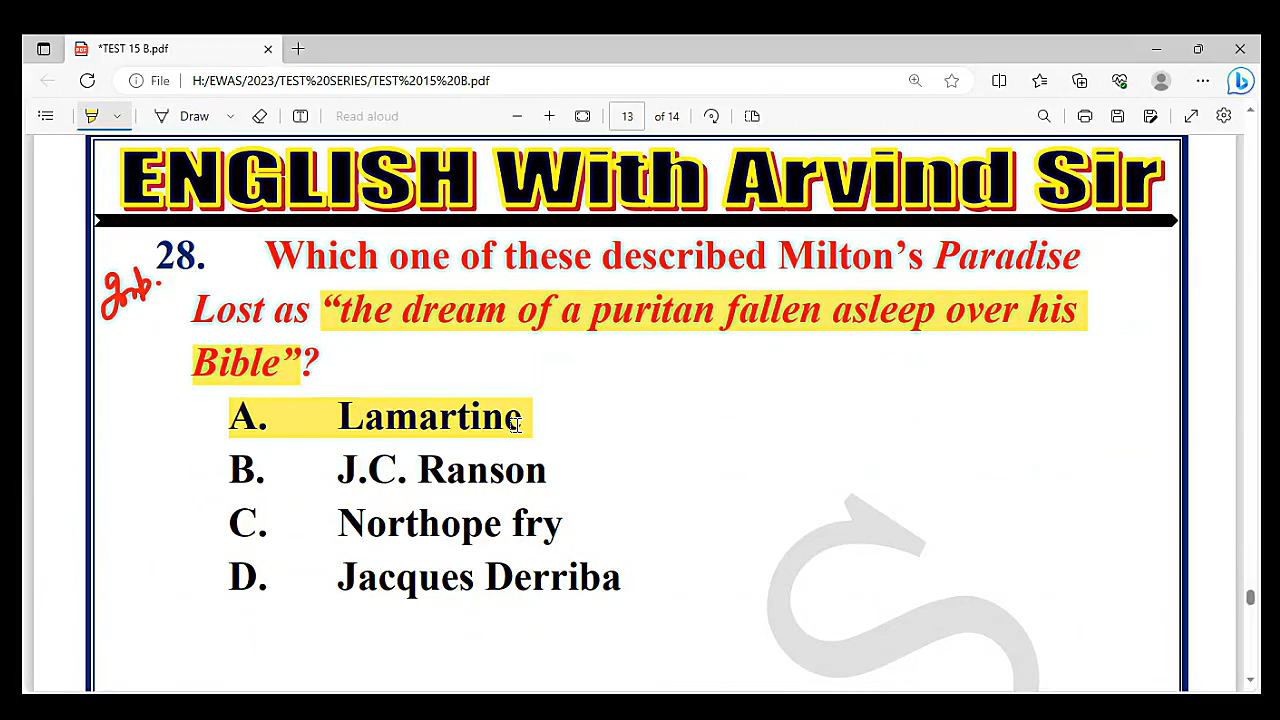 *TEST 15 B.pdf
File H:/EWAS/2023/TEST%20SERIES/TEST%2015%20B.pdf
Draw Read aloud 13 of 14
ENGLISH With Arvind Sir
Imp.
28. Which one of these described Milton’s Paradise
Lost as “the dream of a puritan fallen asleep over his
Bible”?
A. Lamartine
B. J.C. Ranson
C. Northope fry
D. Jacques Derriba
S